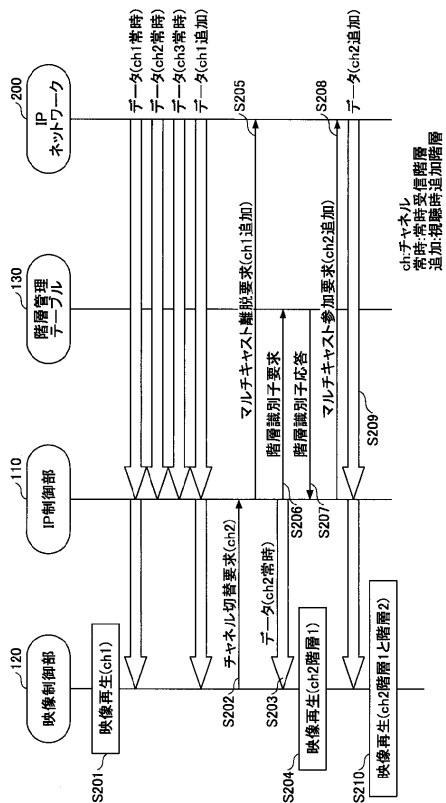 120
映像制御部
110
IP制御部
130
階層管理
テーブル
200
IP
ネットワーク
S201
映像再生(ch1)
データ(ch1常時)
データ(ch2常時)
データ(ch3常時)
データ(ch1追加)
S202
チャネル切替要求(ch2)
S203
データ(ch2常時)
S204
映像再生(ch2階層1)
マルチキャスト離脱要求(ch1追加)
S205
階層識別子要求
S206
階層識別子応答
S207
マルチキャスト参加要求(ch2追加)
S208
データ(ch2追加)
S209
S210
映像再生(ch2階層1と階層2)
ch:チャネル
常時:常時受信階層
追加:視聴時追加階層